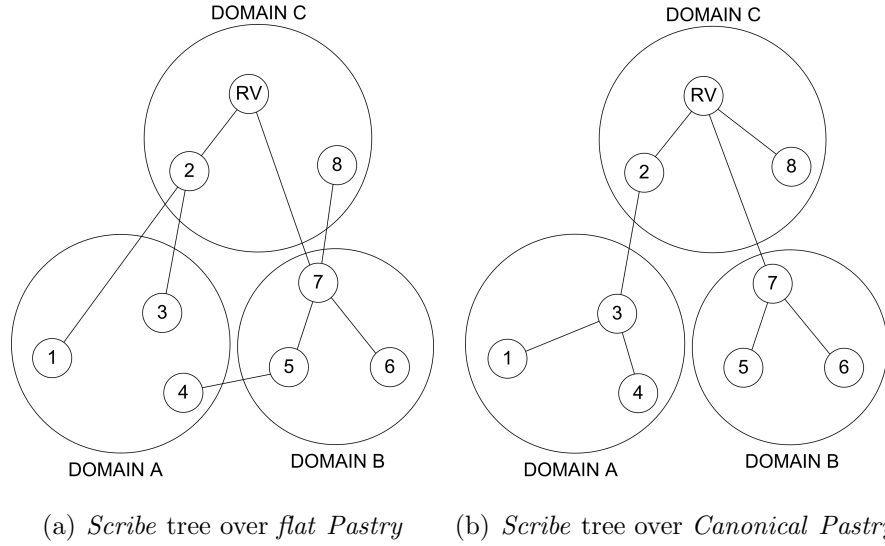 DOMAIN C
RV
2
8
7
3
1
5
6
4
DOMAIN A
DOMAIN B
(a) Scribe tree over flat Pastry
DOMAIN C
RV
2
8
7
3
1
5
6
4
DOMAIN A
DOMAIN B
(b) Scribe tree over Canonical Pastry